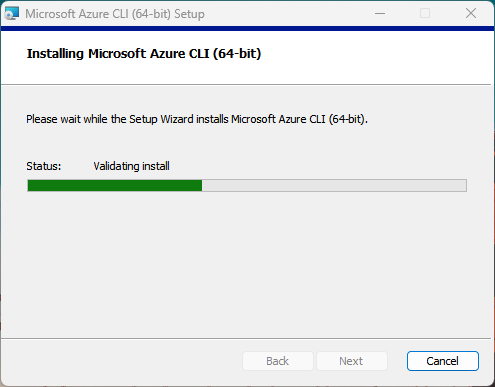 Microsoft Azure CLI (64-bit) Setup
Installing Microsoft Azure CLI (64-bit)
Please wait while the Setup Wizard installs Microsoft Azure CLI (64-bit).
Status: Validating install
Back Next Cancel